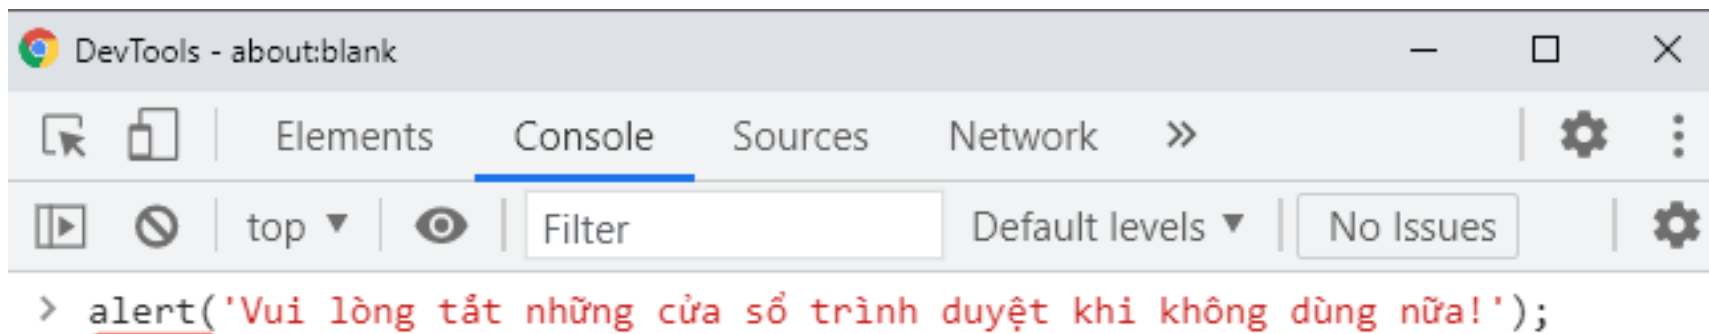 DevTools - about:blank
Elements Console Sources Network »
top ▼ Filter Default levels ▼ No Issues
> alert('Vui lòng tắt những cửa sổ trình duyệt khi không dùng nữa!');